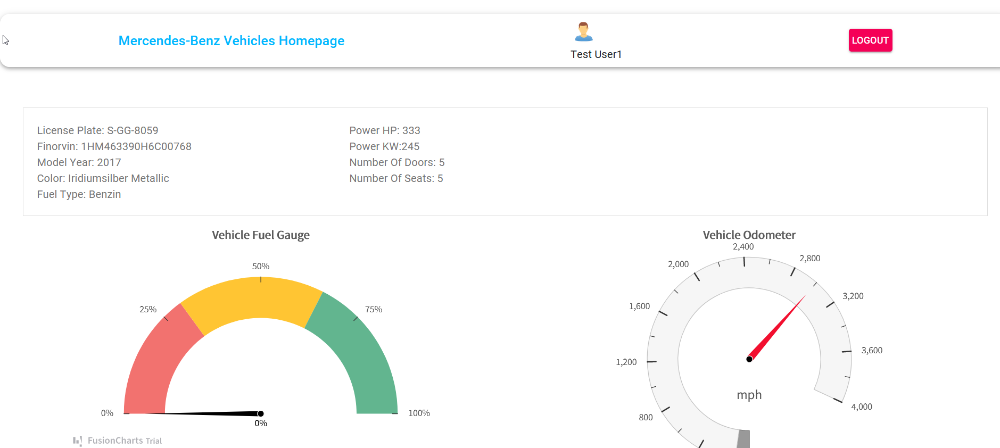 Mercendes-Benz Vehicles Homepage
Test User1
LOGOUT
License Plate: S-GG-8059
Finorvin: 1HM463390H6C00768
Model Year: 2017
Color: Iridiumsilber Metallic
Fuel Type: Benzin
Power HP: 333
Power KW:245
Number Of Doors: 5
Number Of Seats: 5
Vehicle Fuel Gauge
0%
25%
50%
75%
100%
0%
FusionCharts Trial
Vehicle Odometer
800
1,200
1,600
2,000
2,400
2,800
3,200
3,600
4,000
mph